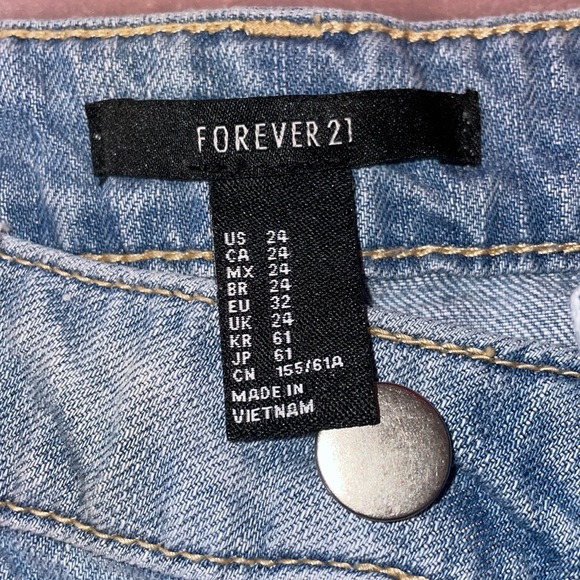 FOREVER 21
US 24
CA 24
MX 24
BR 24
EU 32
UK 24
KR 61
JP 61
CN 155/61A
MADE IN
VIETNAM